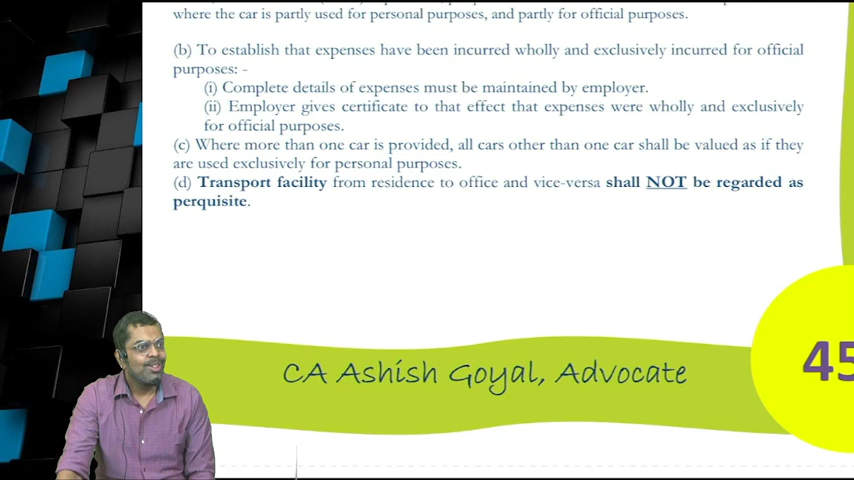 where the car is partly used for personal purposes, and partly for official purposes.
(b) To establish that expenses have been incurred wholly and exclusively incurred for official
purposes: -
(i) Complete details of expenses must be maintained by employer.
(ii) Employer gives certificate to that effect that expenses were wholly and exclusively
for official purposes.
(c) Where more than one car is provided, all cars other than one car shall be valued as if they
are used exclusively for personal purposes.
(d) Transport facility from residence to office and vice-versa shall NOT be regarded as
perquisite.
CA Ashish Goyal, Advocate
45